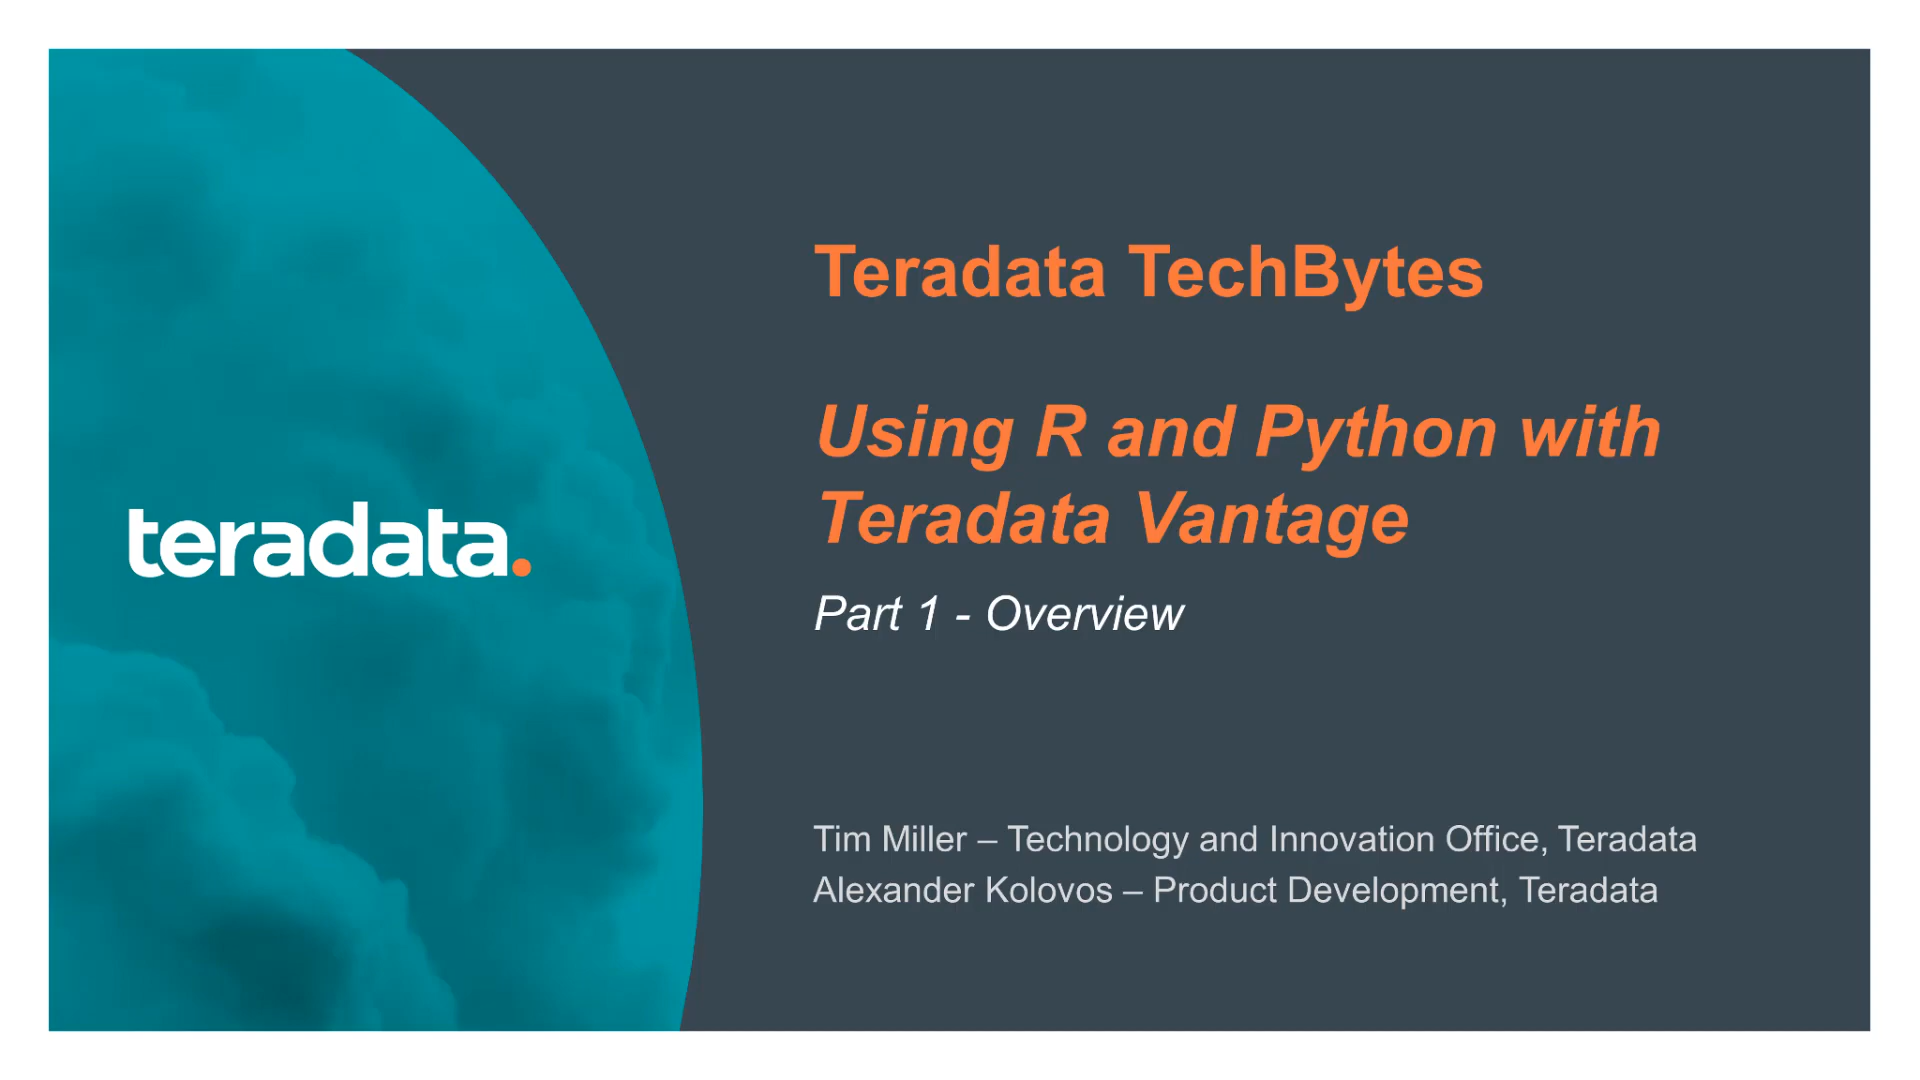 teradata.
Teradata TechBytes
Using R and Python with
Teradata Vantage
Part 1 - Overview
Tim Miller – Technology and Innovation Office, Teradata
Alexander Kolovos – Product Development, Teradata